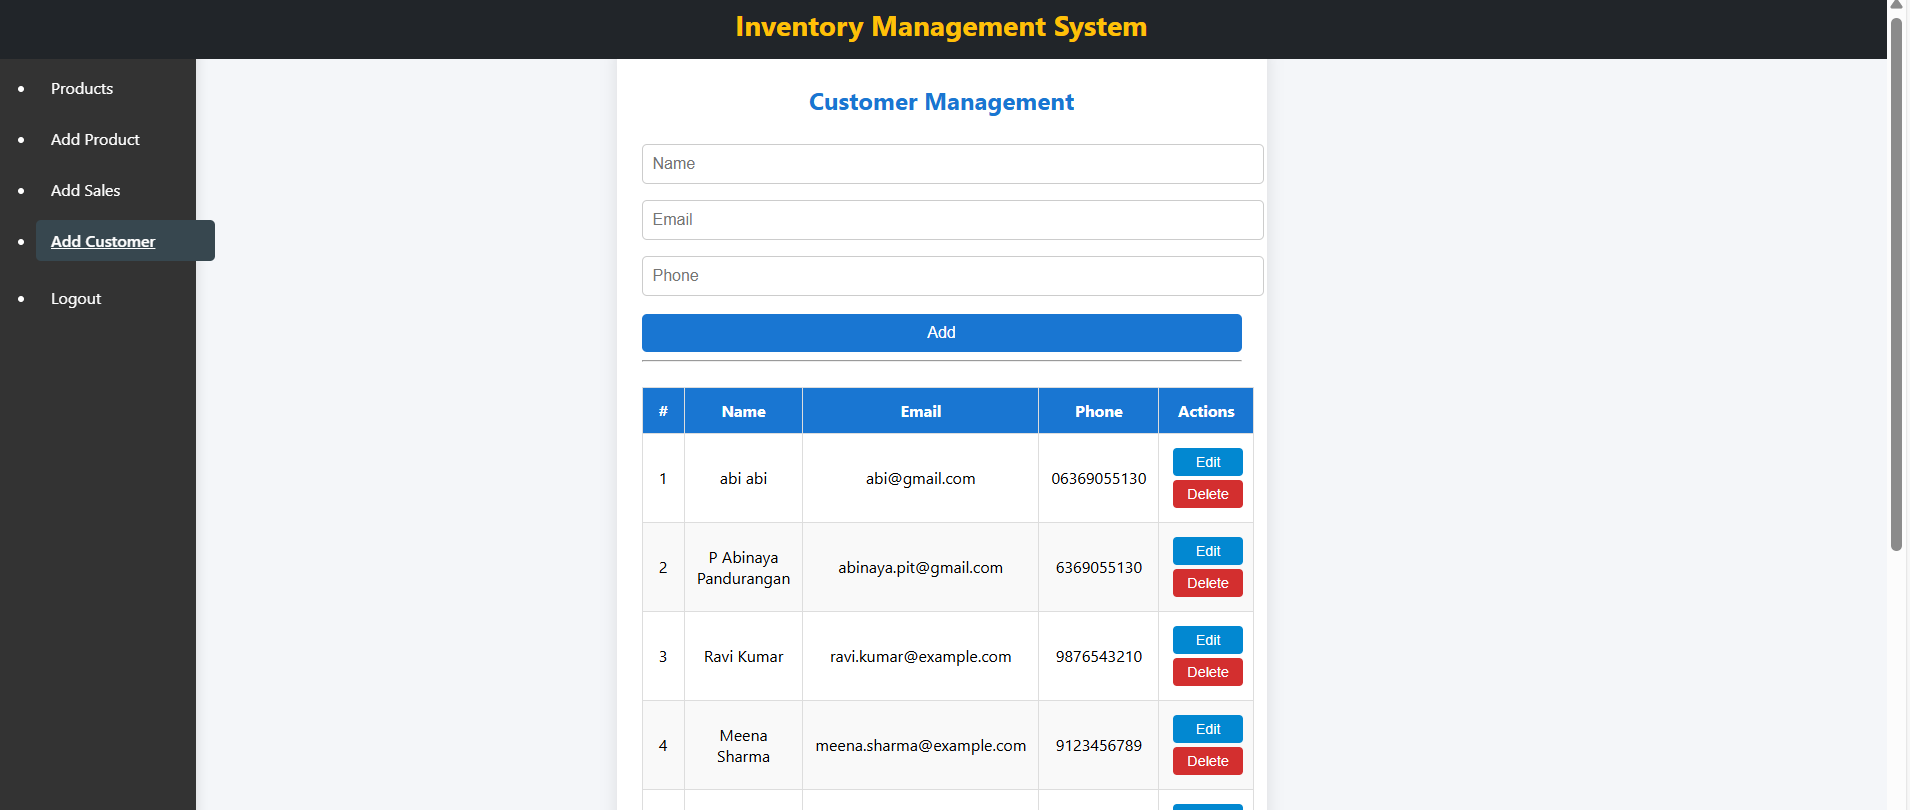 Inventory Management System
Products
Add Product
Add Sales
Add Customer
Logout
Customer Management
Name
Email
Phone
Add
# Name Email Phone Actions
1 abi abi abi@gmail.com 06369055130 Edit Delete
2 P Abinaya Pandurangan abinaya.pit@gmail.com 6369055130 Edit Delete
3 Ravi Kumar ravi.kumar@example.com 9876543210 Edit Delete
4 Meena Sharma meena.sharma@example.com 9123456789 Edit Delete